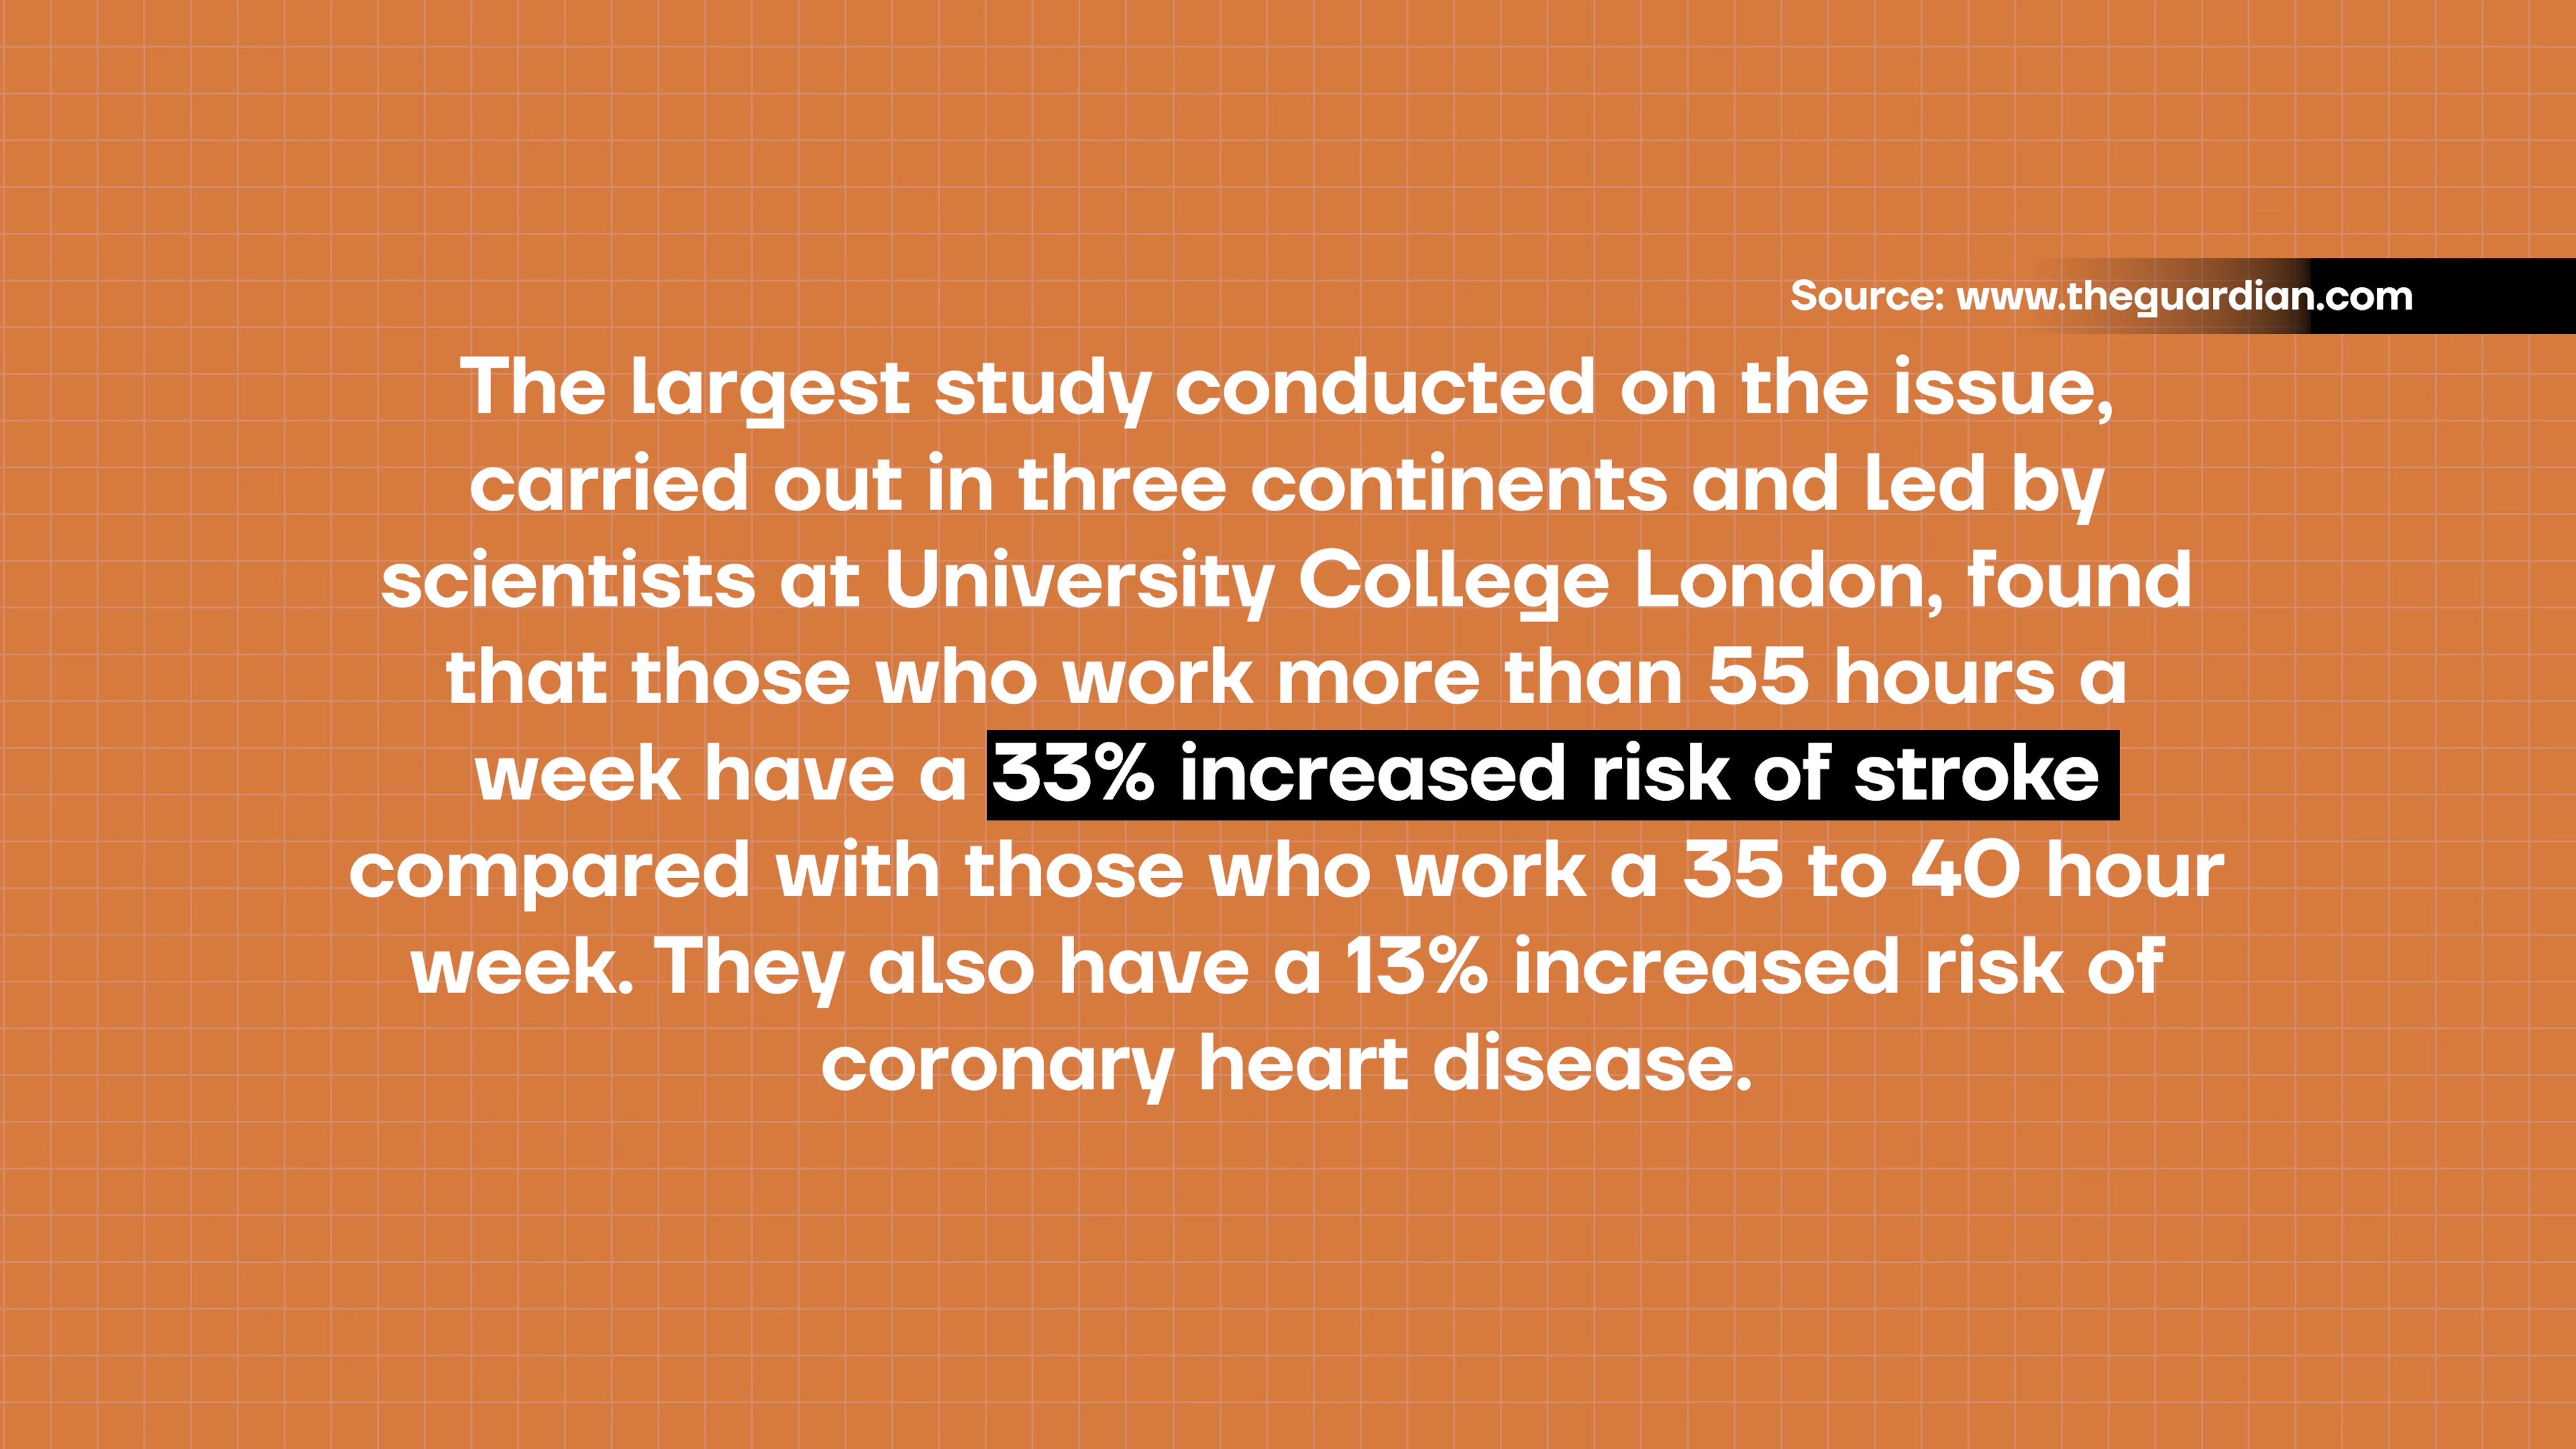 Source: www.theguardian.com
The largest study conducted on the issue,
carried out in three continents and led by
scientists at University College London, found
that those who work more than 55 hours a
week have a 33% increased risk of stroke
compared with those who work a 35 to 40 hour
week. They also have a 13% increased risk of
coronary heart disease.